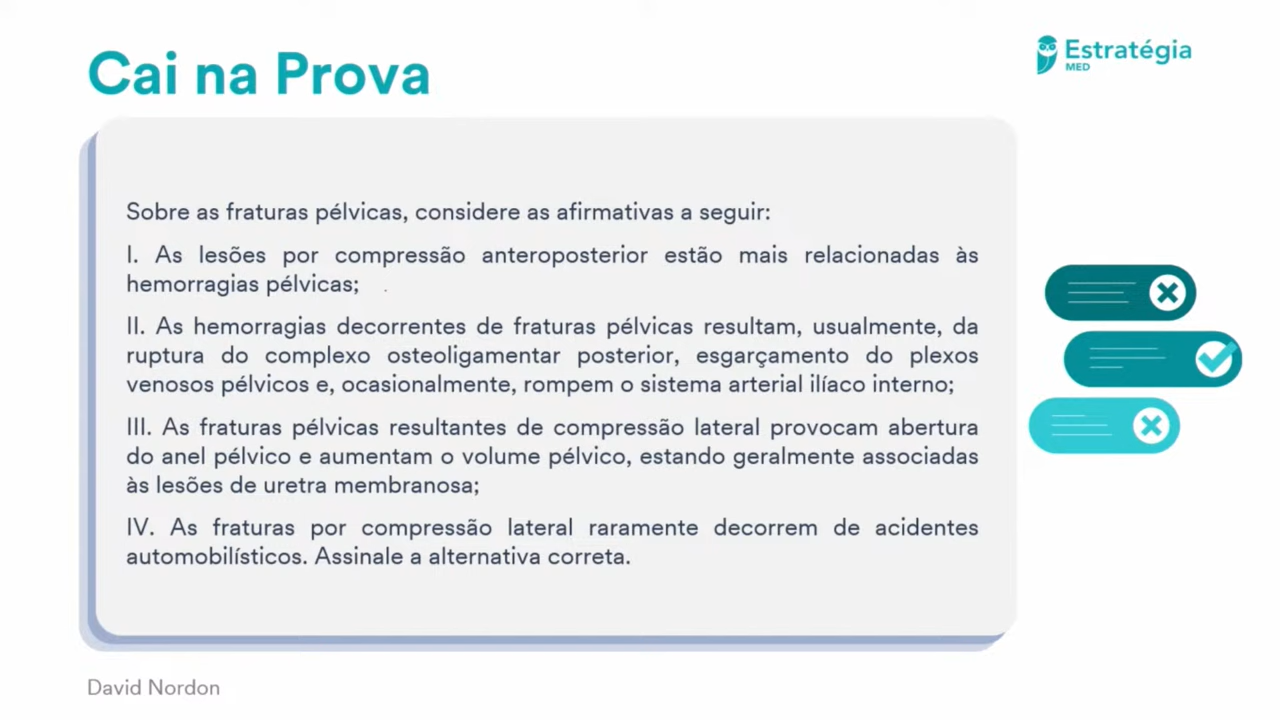 Cai na Prova
Estratégia
MED
Sobre as fraturas pélvicas, considere as afirmativas a seguir:
I. As lesões por compressão anteroposterior estão mais relacionadas às
hemorragias pélvicas;
II. As hemorragias decorrentes de fraturas pélvicas resultam, usualmente, da
ruptura do complexo osteoligamentar posterior, esgarçamento do plexos
venosos pélvicos e, ocasionalmente, rompem o sistema arterial ilíaco interno;
III. As fraturas pélvicas resultantes de compressão lateral provocam abertura
do anel pélvico e aumentam o volume pélvico, estando geralmente associadas
às lesões de uretra membranosa;
IV. As fraturas por compressão lateral raramente decorrem de acidentes
automobilísticos. Assinale a alternativa correta.
David Nordon